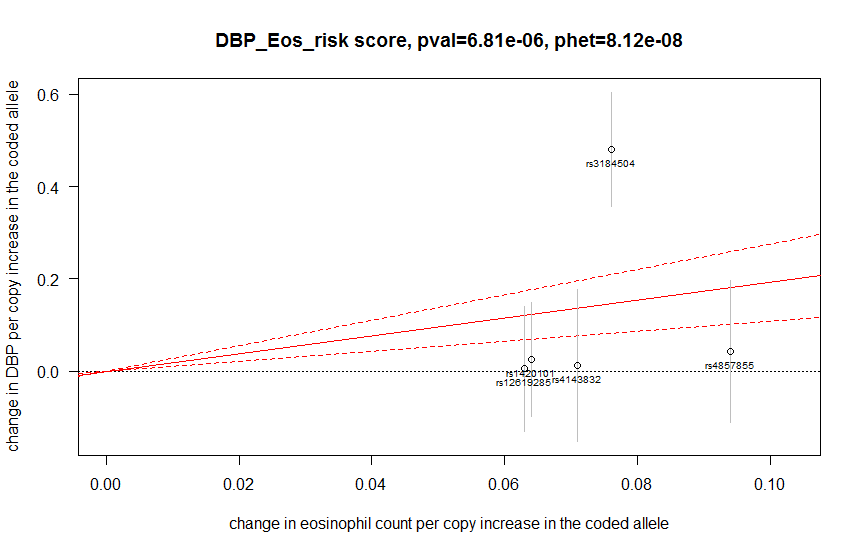 DBP_Eos_risk score, pval=6.81e-06, phet=8.12e-08
change in DBP per copy increase in the coded allele
0.6
0.4
0.2
0.0
rs3184504
rs1420101
rs12619285
rs4143832
rs4857855
0.00 0.02 0.04 0.06 0.08 0.10
change in eosinophil count per copy increase in the coded allele